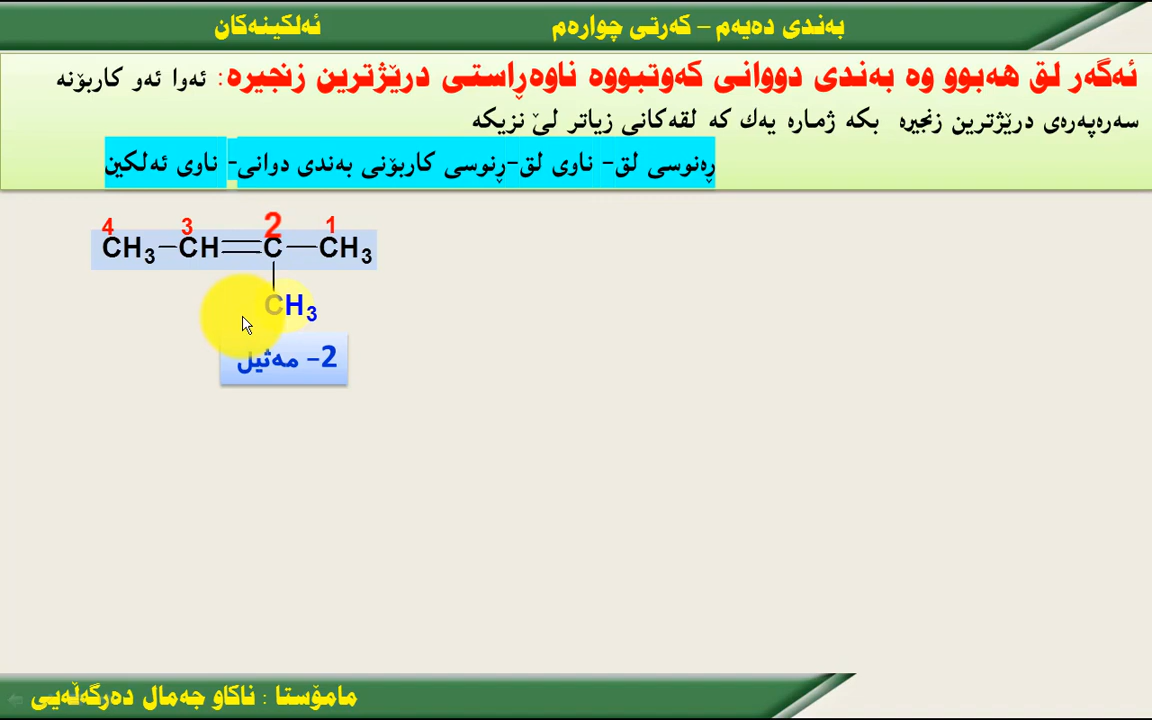 بەندی دەیەم – کەرتی چوارەم
ئەلکینەکان
ئەگەر لق هەبوو وە بەندی دووانی کەوتبووە ناوەڕاستی درێژترین زنجیرە: ئەوا ئەو کاربۆنە
سەرەپەرەی درێژترین زنجیرە بکە ژمارە یەك کە لقەکانی زیاتر لێ نزیکە
ڕەنوسی لق- ناوی لق-ڕنوسی کاربۆنی بەندی دوانی- ناوی ئەلکین
4 3 2 1
CH3 CH C CH3
CH3
2- مەثیل
مامۆستا : ناکاو جەمال دەرگەڵەیی